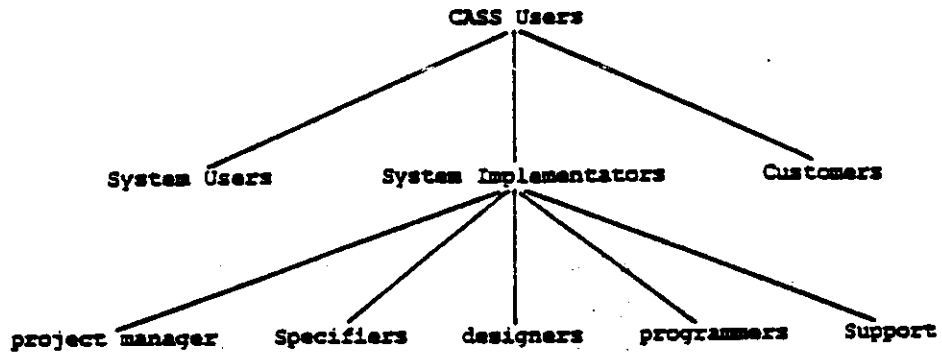 CASS Users
System Users System Implementators Customers
project manager Specifiers designers programmers Support